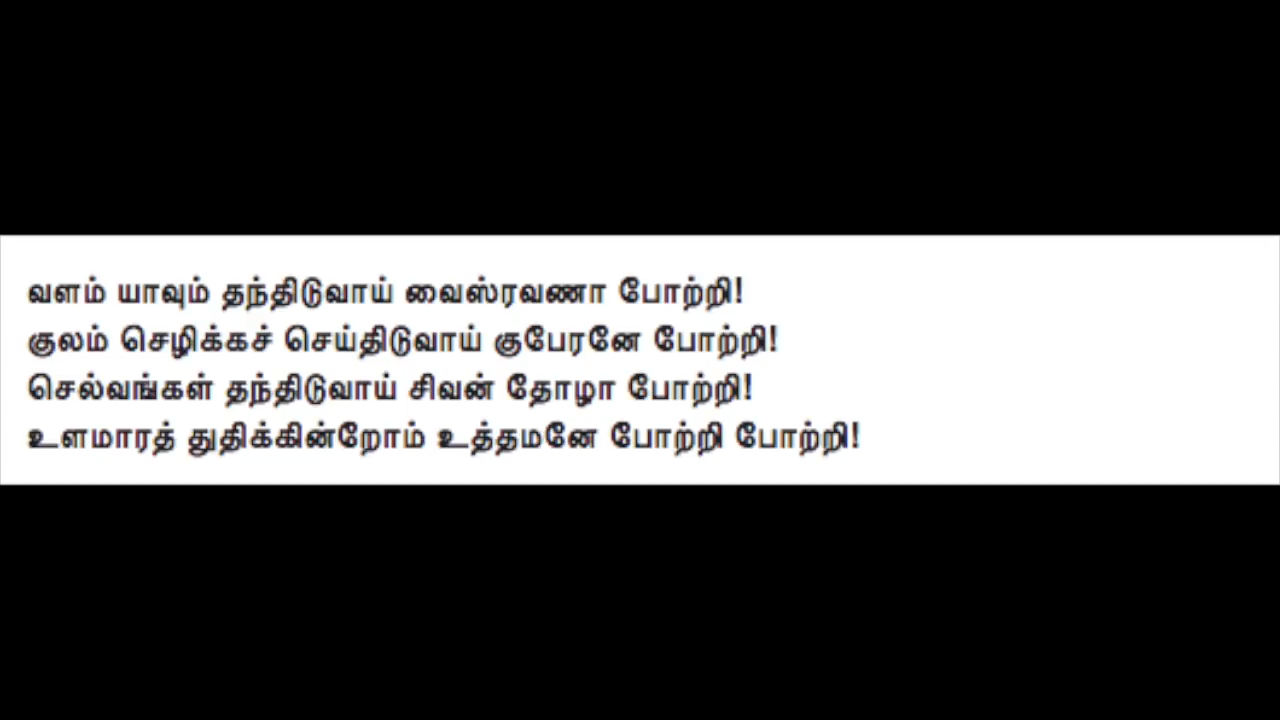 வளம் யாவும் தந்திடுவாய் வைஸ்ரவணா போற்றி!
குலம் செழிக்கச் செய்திடுவாய் குபேரனே போற்றி!
செல்வங்கள் தந்திடுவாய் சிவன் தோழா போற்றி!
உளமாரத் துதிக்கின்றோம் உத்தமனே போற்றி போற்றி!